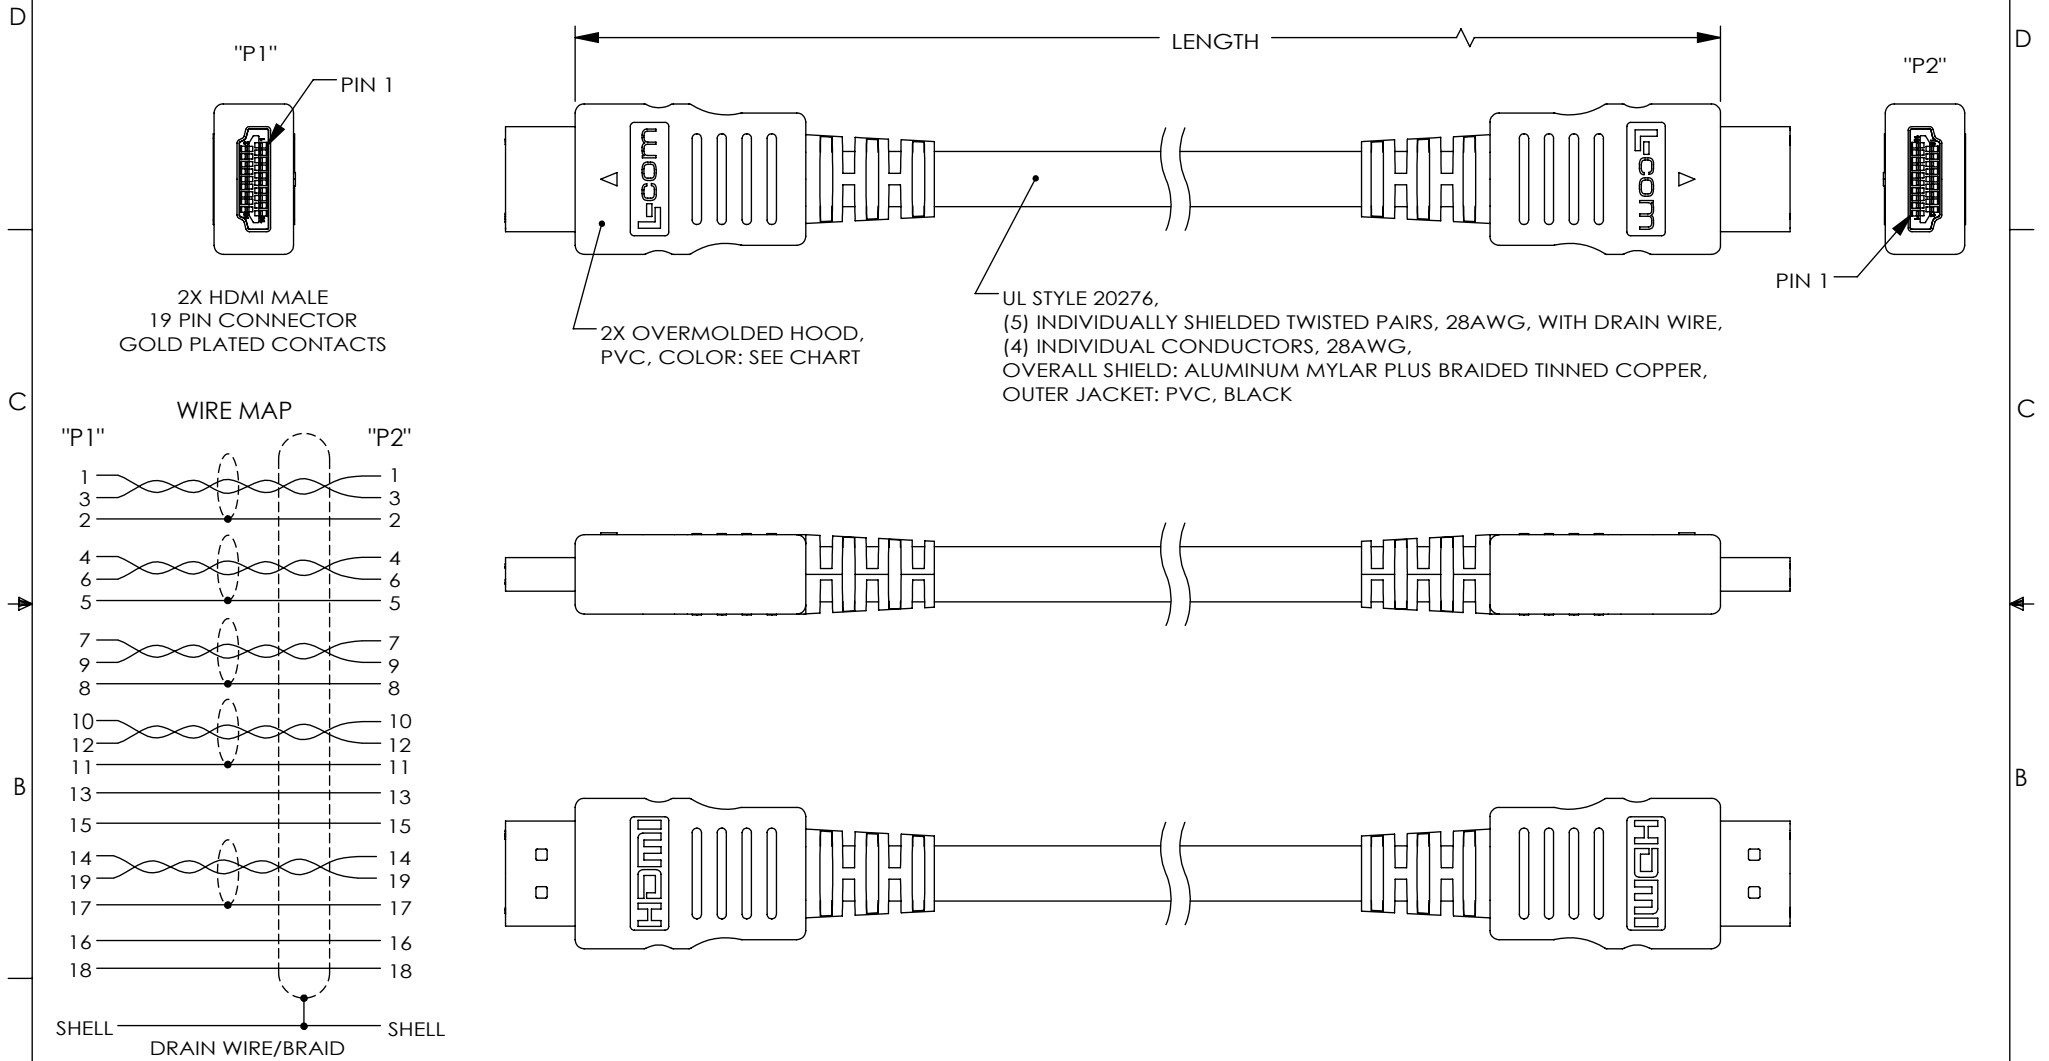 D
D
"P1"
PIN 1
LENGTH
"P2"
L-com
L-com
PIN 1
2X HDMI MALE
19 PIN CONNECTOR
GOLD PLATED CONTACTS
2X OVERMOLDED HOOD,
PVC, COLOR: SEE CHART
UL STYLE 20276,
(5) INDIVIDUALLY SHIELDED TWISTED PAIRS, 28AWG, WITH DRAIN WIRE,
(4) INDIVIDUAL CONDUCTORS, 28AWG,
OVERALL SHIELD: ALUMINUM MYLAR PLUS BRAIDED TINNED COPPER,
OUTER JACKET: PVC, BLACK
C
C
WIRE MAP
"P1" "P2"
1 1
3 3
2 2
4 4
6 6
5 5
7 7
9 9
8 8
10 10
12 12
11 11
13 13
15 15
14 14
19 19
17 17
16 16
18 18
SHELL SHELL
DRAIN WIRE/BRAID
B
B
HDMI
HDMI